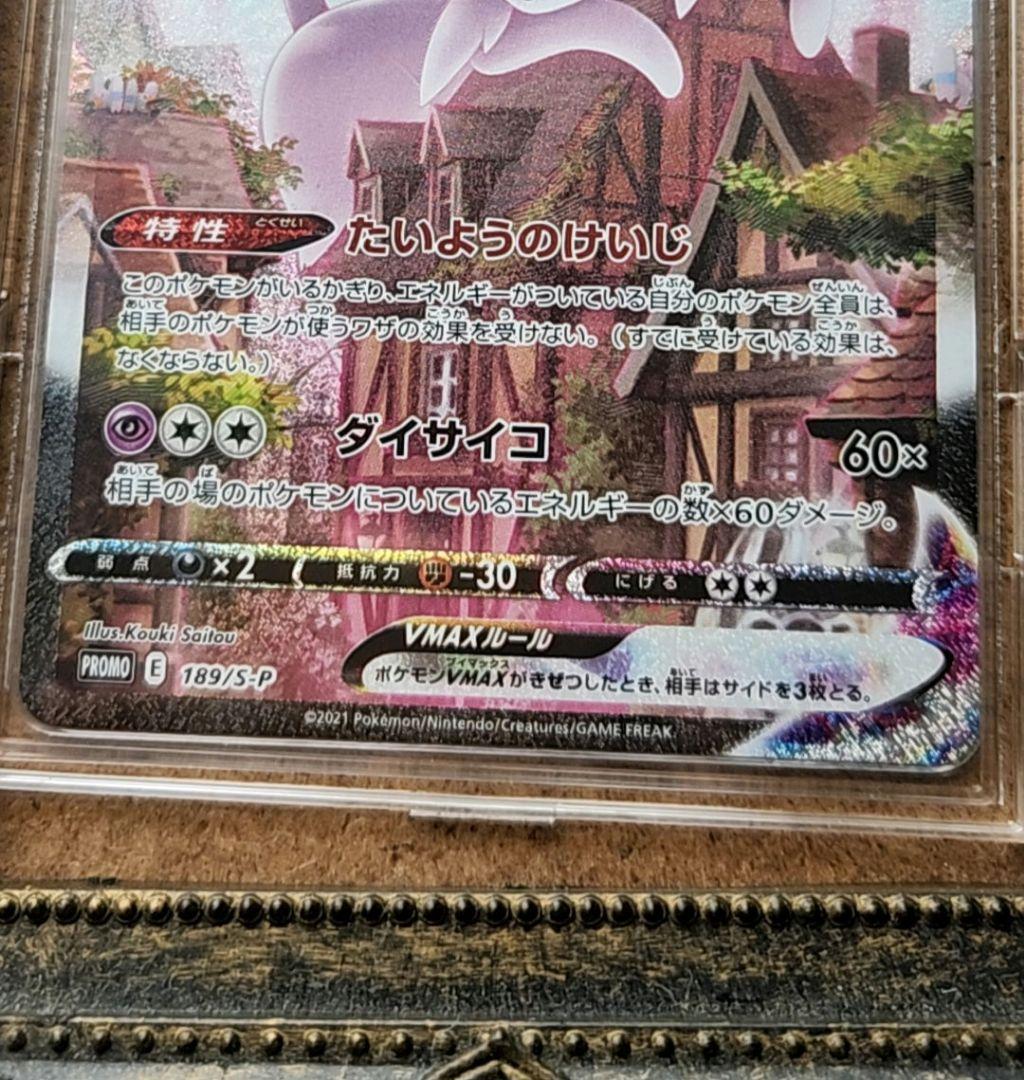 特性 とくせい たいようのけいじ
このポケモンがいるかぎり、エネルギーがついている自分のポケモン全員は、
相手のポケモンが使うワザの効果を受けない。(すでに受けている効果は、
なくならない。)
ダイサイコ 60×
相手の場のポケモンについているエネルギーの数×60ダメージ。
弱点 ×2 抵抗力 -30 にげる
Illus.Kouki Saitou
VMAXルール
PROMO E 189/S-P
ポケモンVMAXがきぜつしたとき、相手はサイドを3枚とる。
©2021 Pokémon/Nintendo/Creatures/GAME FREAK.